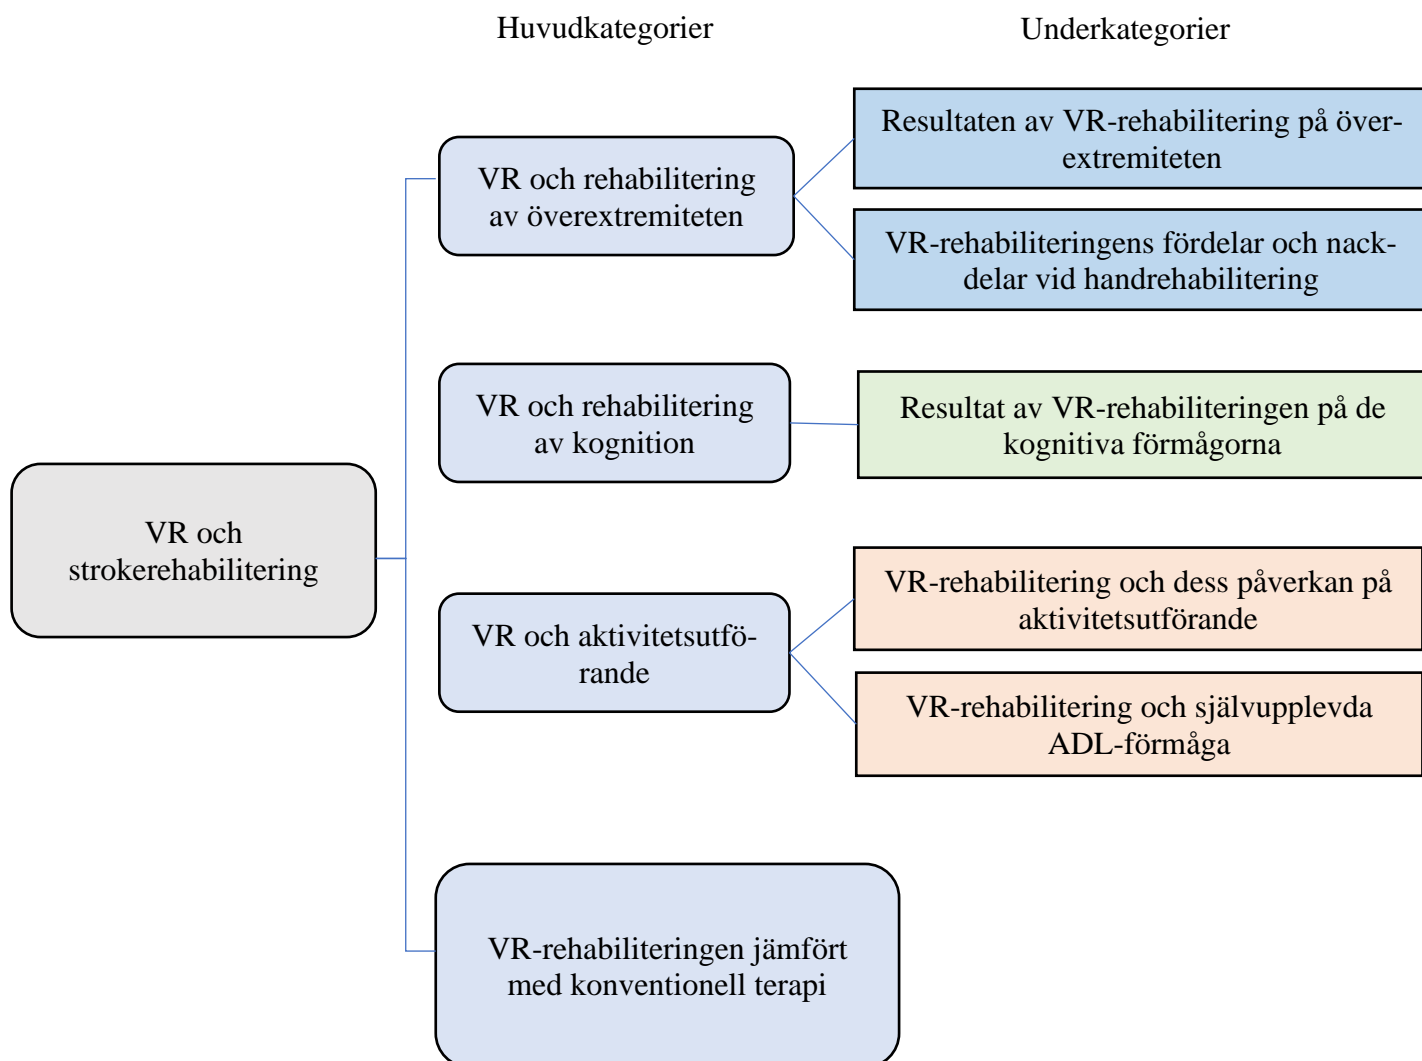 Huvudkategorier
Underkategorier
Resultaten av VR-rehabilitering på över-
extremiteten
VR och rehabilitering
av överextremiteten
VR-rehabiliteringens fördelar och nack-
delar vid handrehabilitering
VR och rehabilitering
av kognition
Resultat av VR-rehabiliteringen på de
kognitiva förmågorna
VR och
strokerehabilitering
VR-rehabilitering och dess påverkan på
aktivitetsutförande
VR och aktivitetsutfö-
rande
VR-rehabilitering och självupplevda
ADL-förmåga
VR-rehabiliteringen jämfört
med konventionell terapi